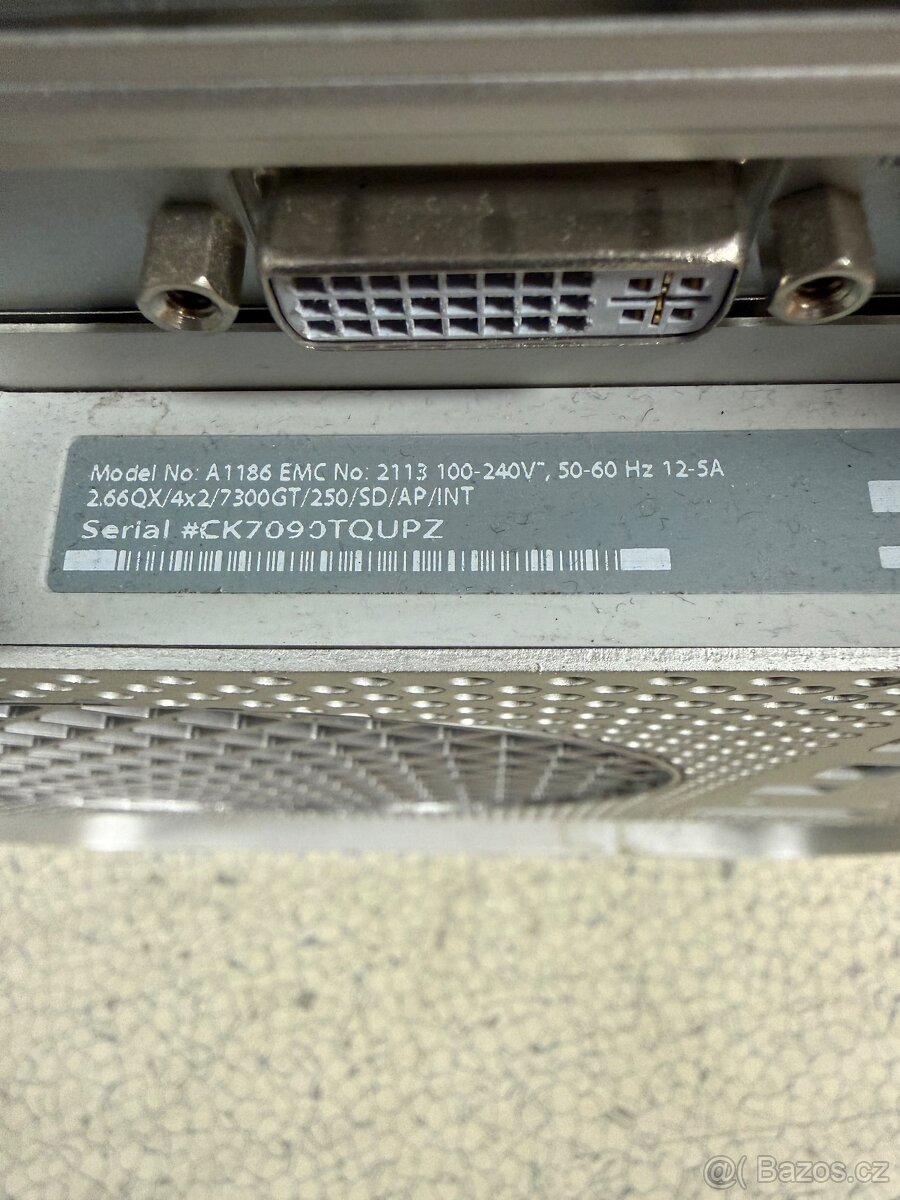 Model No: A1186 EMC No: 2113 100-240V~, 50-60 Hz 12-5A
2.66QX/4x2/7300GT/250/SD/AP/INT
Serial #CK7090TQUPZ
@( Bazos.cz